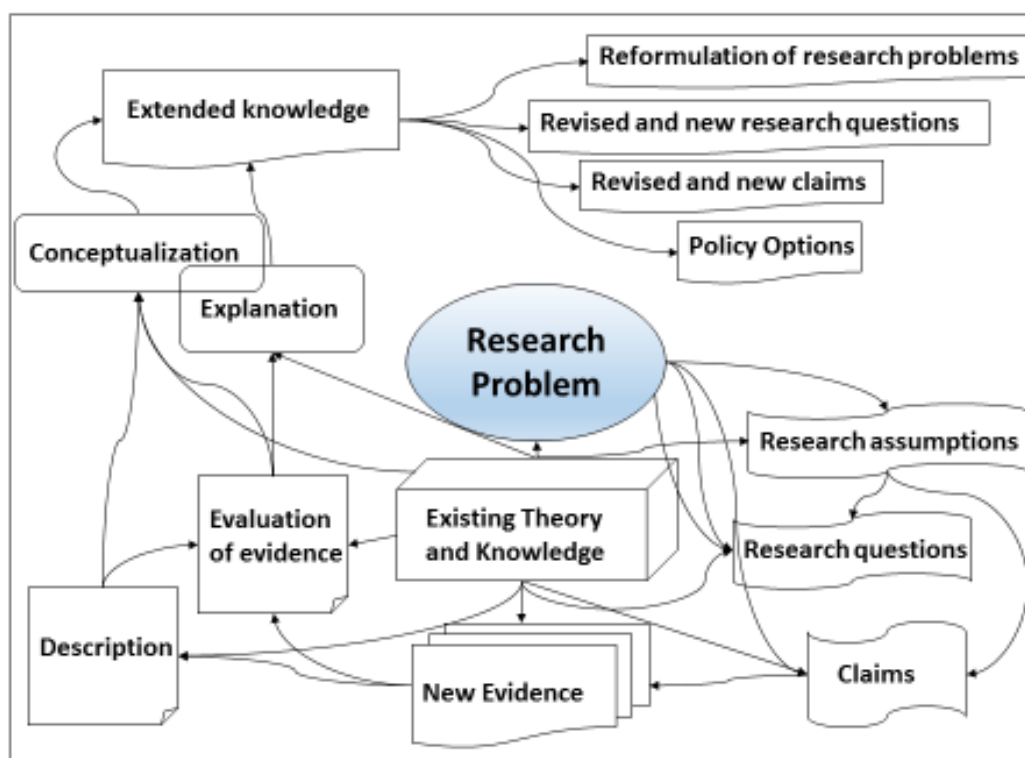 Reformulation of research problems
Extended knowledge
Revised and new research questions
Revised and new claims
Policy Options
Conceptualization
Explanation
Research
Problem
Research assumptions
Evaluation
of evidence
Existing Theory
and Knowledge
Research questions
Description
New Evidence
Claims